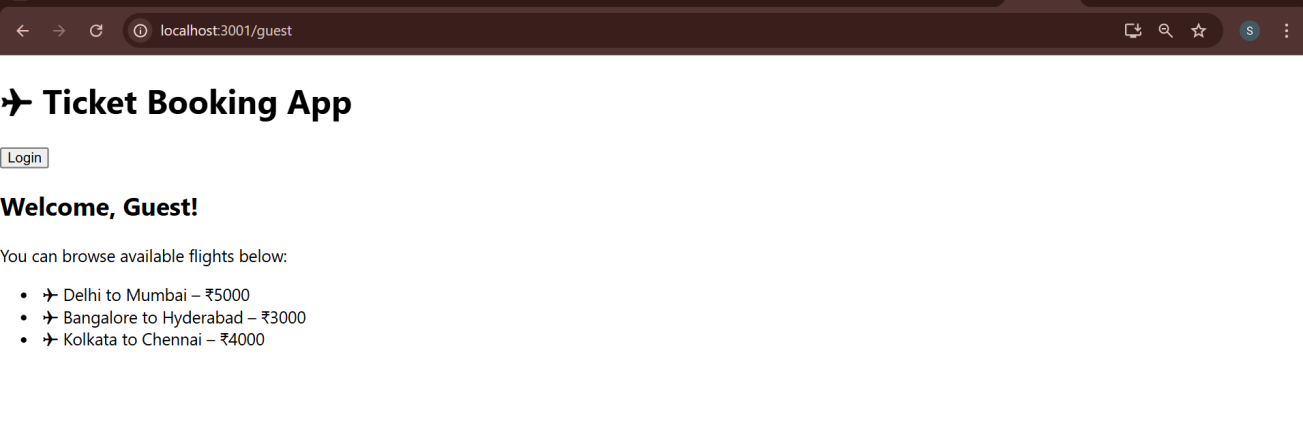 localhost:3001/guest
S
✈ Ticket Booking App
Login
Welcome, Guest!
You can browse available flights below:
• ✈ Delhi to Mumbai – ₹5000
• ✈ Bangalore to Hyderabad – ₹3000
• ✈ Kolkata to Chennai – ₹4000